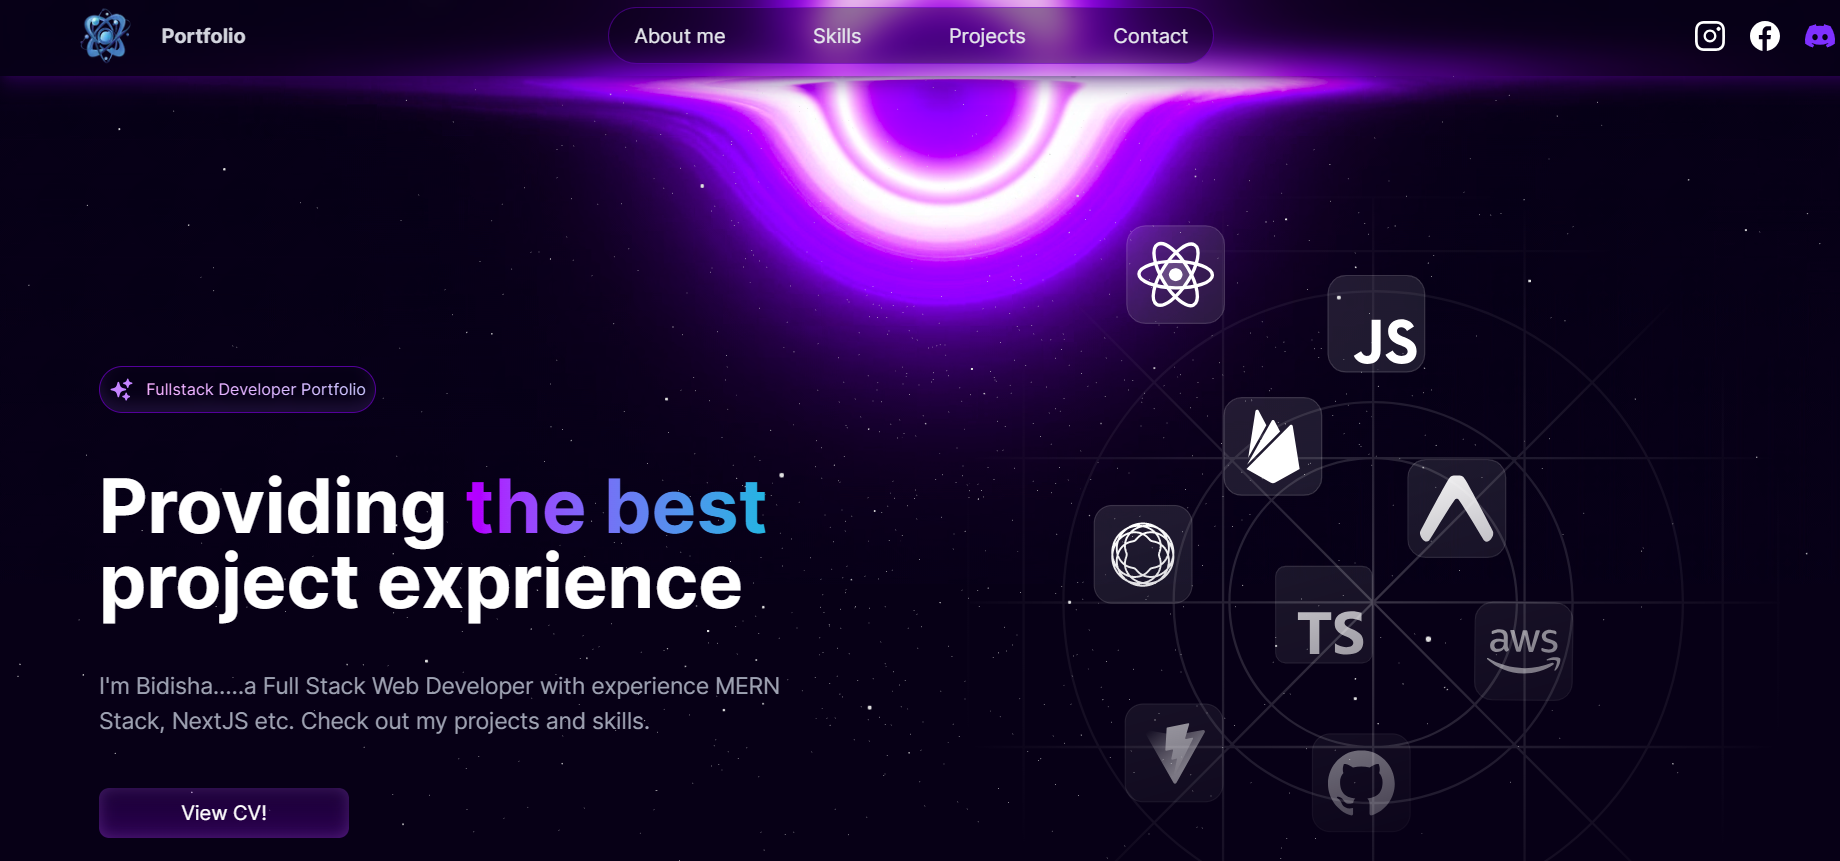 Portfolio
About me
Skills
Projects
Contact
Fullstack Developer Portfolio
Providing the best
project exprience
I'm Bidisha.....a Full Stack Web Developer with experience MERN
Stack, NextJS etc. Check out my projects and skills.
View CV!
JS
TS
aws